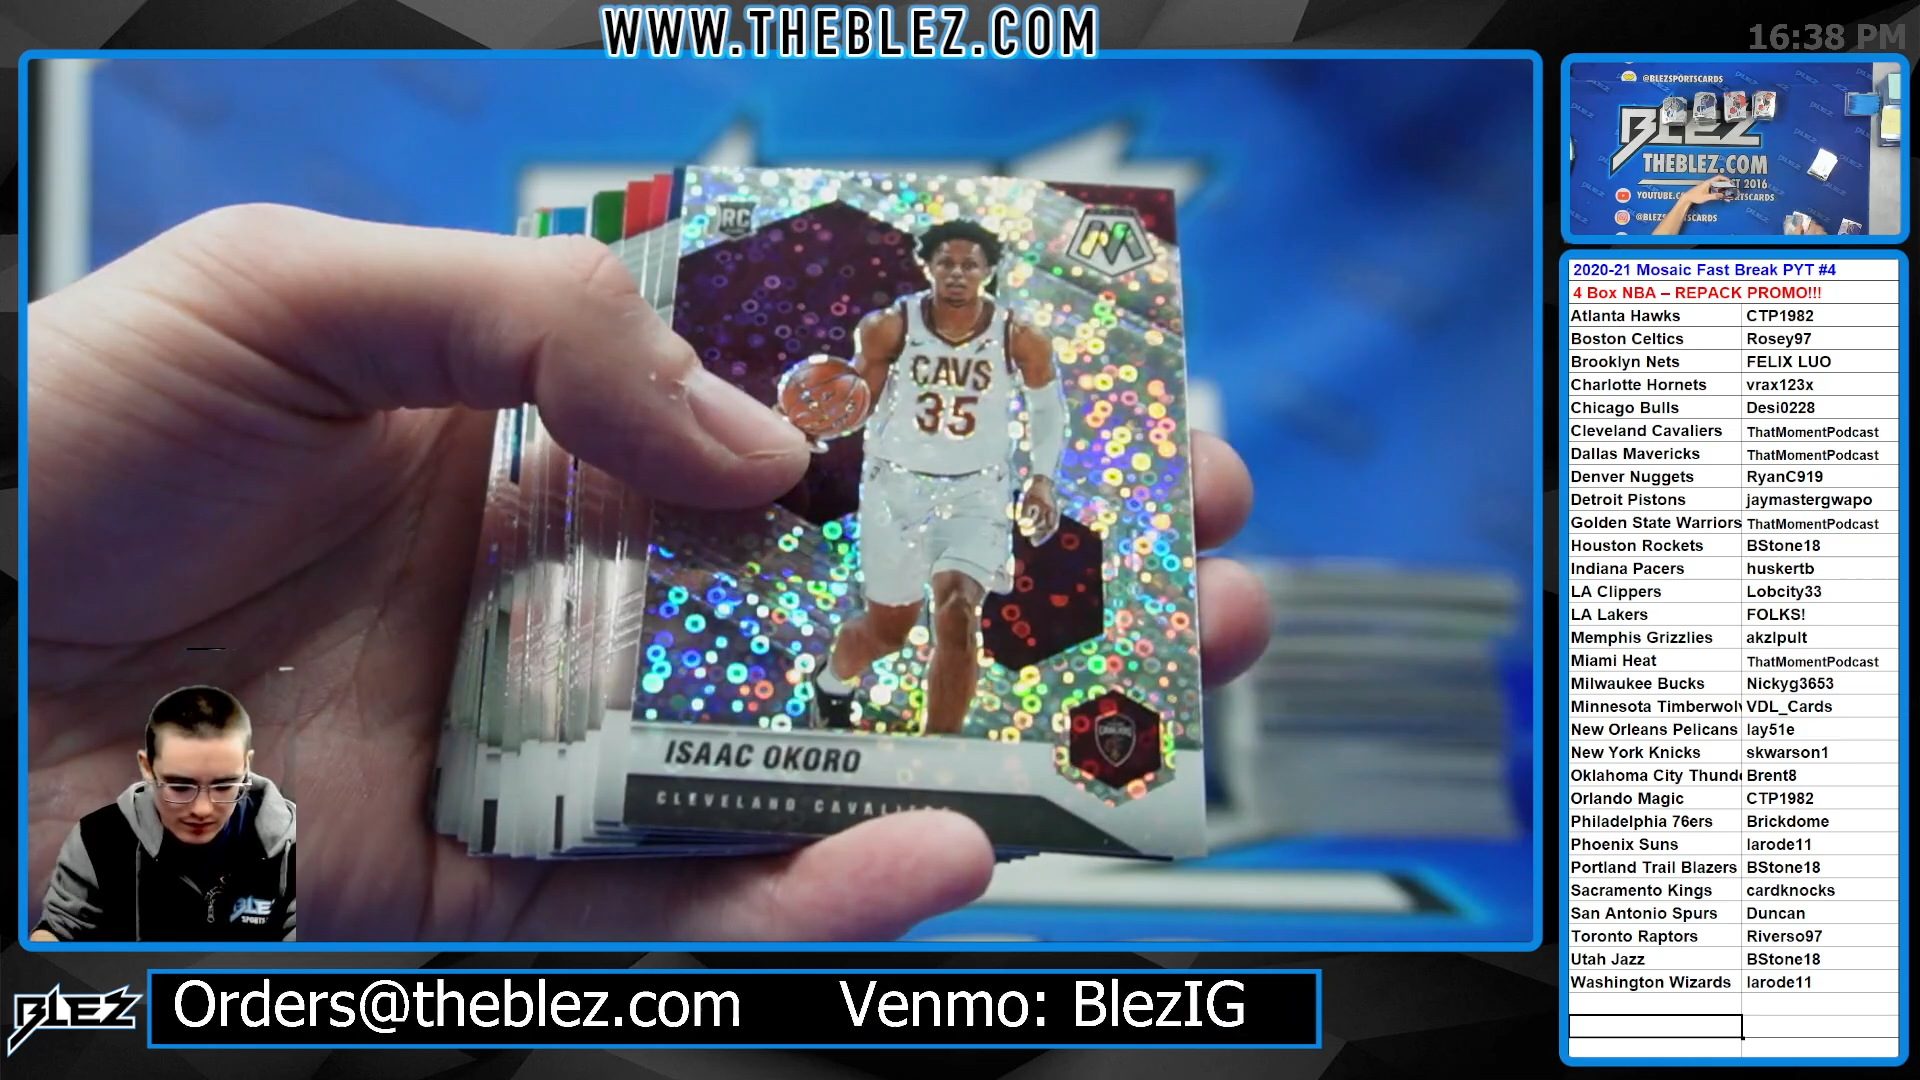 WWW.THEBLEZ.COM
16:38 PM
RC
CAVS
35
ISAAC OKORO
CLEVELAND
BLEZ
@BLEZSPORTSCARDS
BLEZ
THEBLEZ.COM
2016
@BLEZ
2020-21 Mosaic Fast Break PYT #4
4 Box NBA – REPACK PROMO!!!
Atlanta Hawks CTP1982
Boston Celtics Rosey97
Brooklyn Nets FELIX LUO
Charlotte Hornets vrax123x
Chicago Bulls Desi0228
Cleveland Cavaliers ThatMomentPodcast
Dallas Mavericks ThatMomentPodcast
Denver Nuggets RyanC919
Detroit Pistons jaymastergwapo
Golden State Warriors ThatMomentPodcast
Houston Rockets BStone18
Indiana Pacers huskertb
LA Clippers Lobcity33
LA Lakers FOLKS!
Memphis Grizzlies akzlpult
Miami Heat ThatMomentPodcast
Milwaukee Bucks Nickyg3653
Minnesota Timberwolv VDL_Cards
New Orleans Pelicans lay51e
New York Knicks skwarson1
Oklahoma City Thunde Brent8
Orlando Magic CTP1982
Philadelphia 76ers Brickdome
Phoenix Suns larode11
Portland Trail Blazers BStone18
Sacramento Kings cardknocks
San Antonio Spurs Duncan
Toronto Raptors Riverso97
Utah Jazz BStone18
Washington Wizards larode11
BLEZ
Orders@theblez.com Venmo: BlezIG